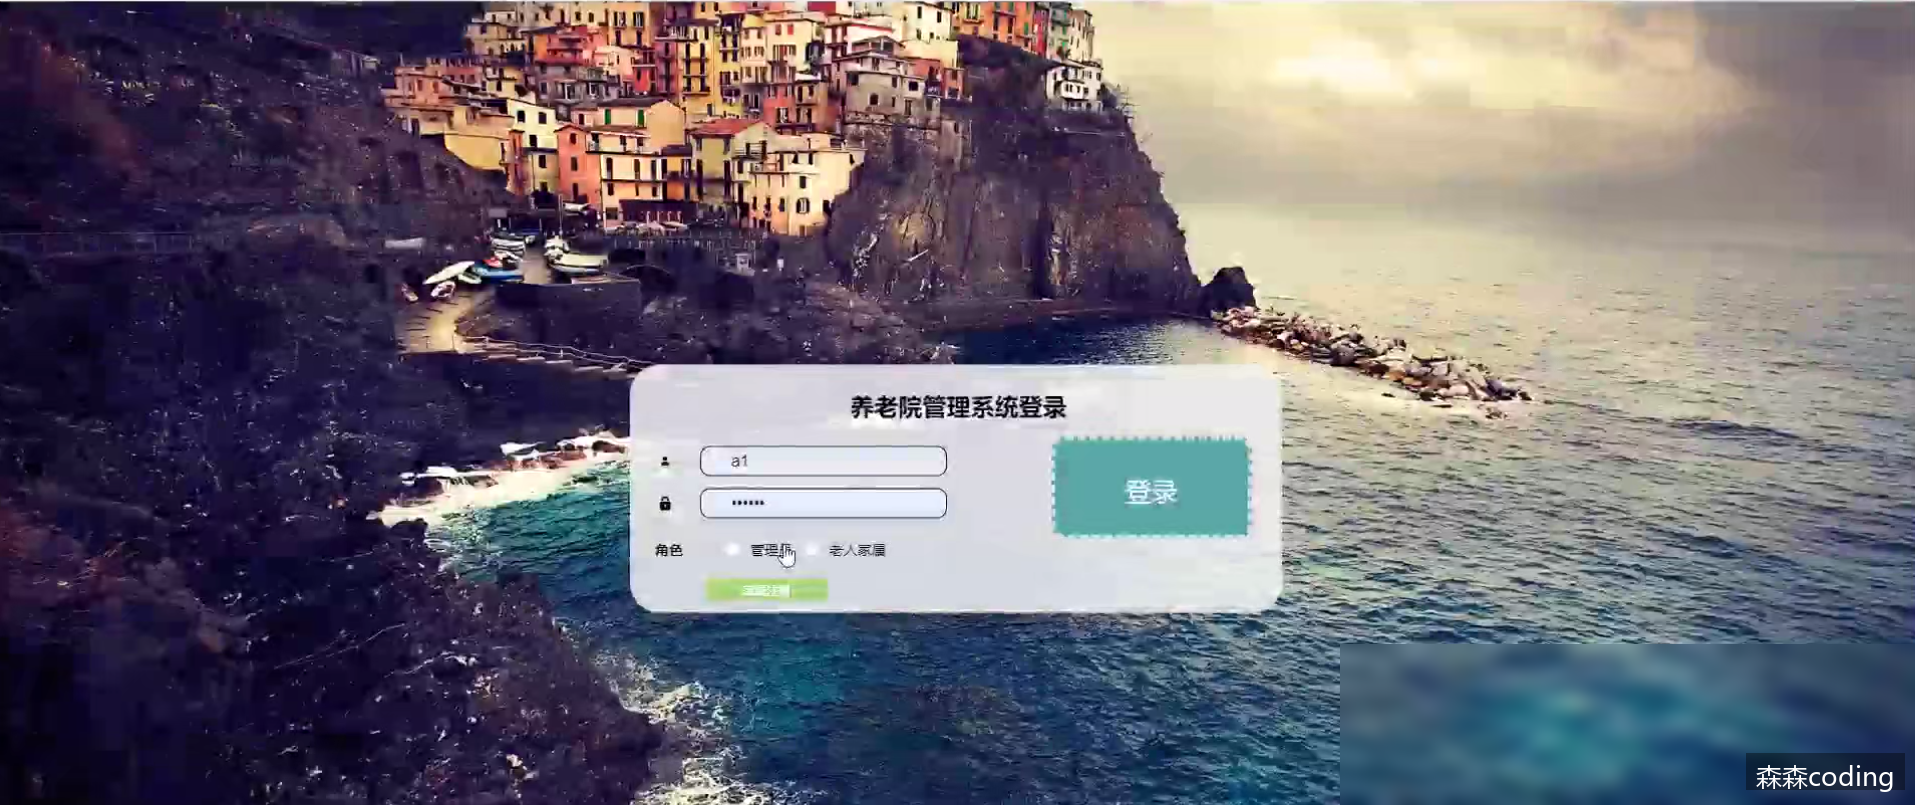 养老院管理系统登录
a1
登录
角色 管理员 老人家属
森森coding